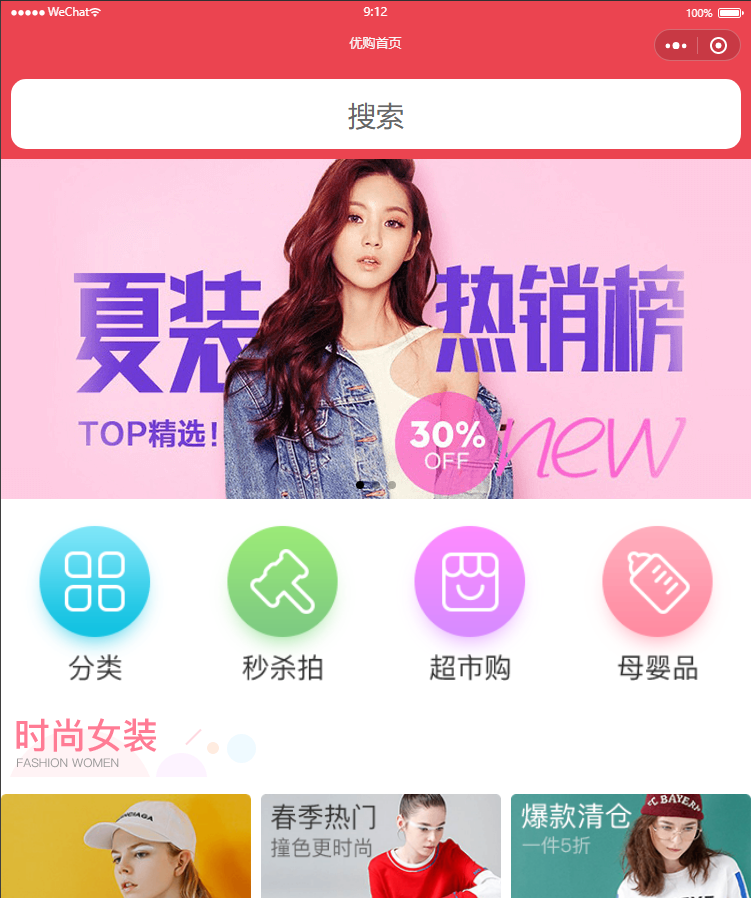 ●●●●● WeChat 9:12 100%
优购首页
搜索
夏装 热销榜
TOP精选! 30% OFF new
分类 秒杀拍 超市购 母婴品
时尚女装
FASHION WOMEN
春季热门 爆款清仓
撞色更时尚 一件5折